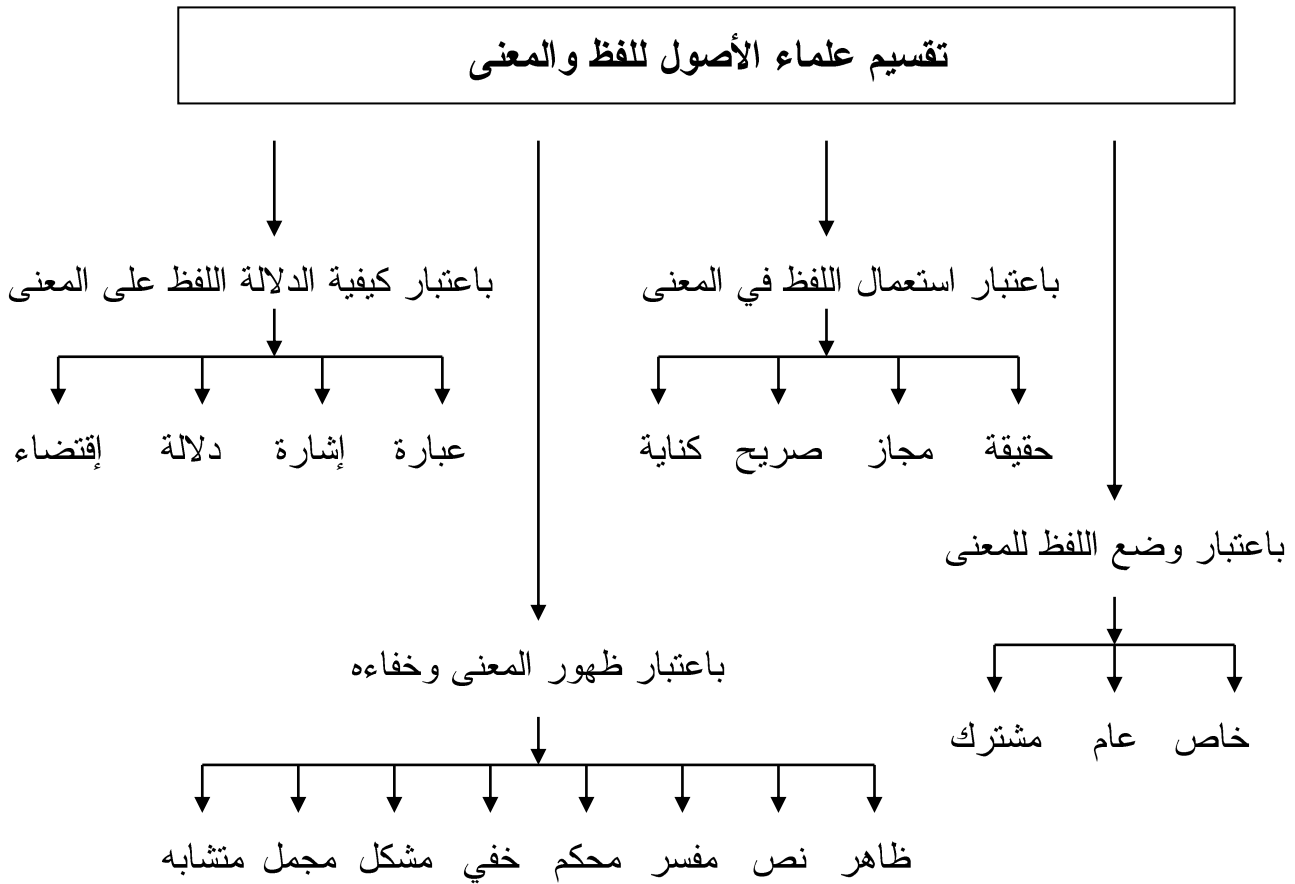 تقسيم علماء الأصول للفظ والمعنى
باعتبار استعمال اللفظ في المعنى
باعتبار كيفية الدلالة اللفظ على المعنى
حقيقة مجاز صريح كناية
عبارة إشارة دلالة إقتضاء
باعتبار وضع اللفظ للمعنى
باعتبار ظهور المعنى وخفاءه
خاص عام مشترك
ظاهر نص مفسر محكم خفي مشكل مجمل متشابه